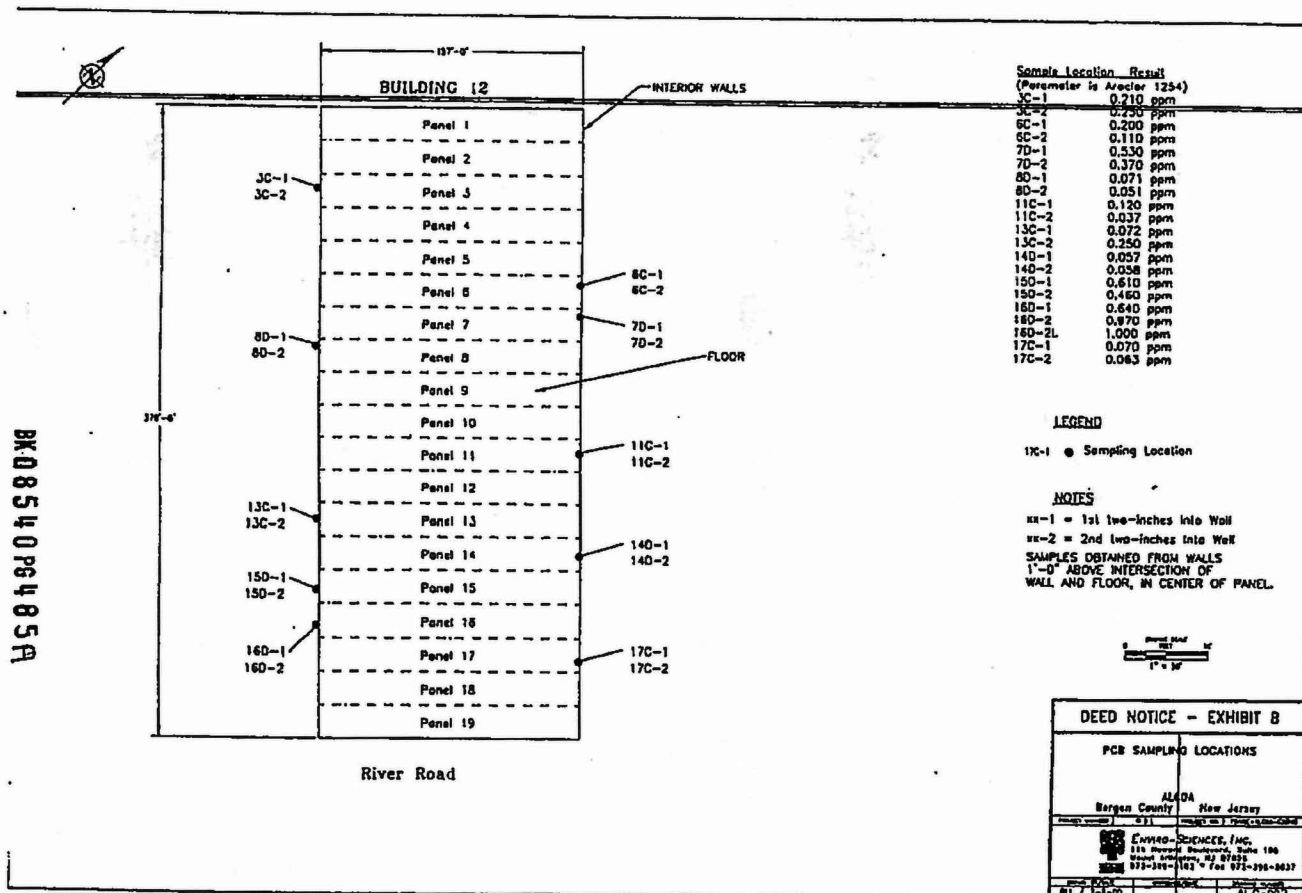 137'-0"
BUILDING 12
INTERIOR WALLS
Panel 1
Panel 2
Panel 3
Panel 4
Panel 5
Panel 6
Panel 7
Panel 8
Panel 9
Panel 10
Panel 11
Panel 12
Panel 13
Panel 14
Panel 15
Panel 16
Panel 17
Panel 18
Panel 19
3C-1
3C-2
8D-1
8D-2
13C-1
13C-2
15D-1
15D-2
16D-1
16D-2
6C-1
6C-2
7D-1
7D-2
FLOOR
11C-1
11C-2
14D-1
14D-2
17C-1
17C-2
River Road
BK08540PG485A
Sample Location Result
(Parameter is Aroclor 1254)
3C-1 0.210 ppm
3C-2 0.230 ppm
6C-1 0.200 ppm
6C-2 0.110 ppm
7D-1 0.530 ppm
7D-2 0.370 ppm
8D-1 0.071 ppm
8D-2 0.051 ppm
11C-1 0.120 ppm
11C-2 0.037 ppm
13C-1 0.072 ppm
13C-2 0.250 ppm
14D-1 0.057 ppm
14D-2 0.058 ppm
15D-1 0.610 ppm
15D-2 0.460 ppm
16D-1 0.640 ppm
16D-2 0.970 ppm
16D-2L 1.000 ppm
17C-1 0.070 ppm
17C-2 0.063 ppm
LEGEND
17C-1 Sampling Location
NOTES
xx-1 = 1st two-inches into Wall
xx-2 = 2nd two-inches into Wall
SAMPLES OBTAINED FROM WALLS
1'-0" ABOVE INTERSECTION OF
WALL AND FLOOR, IN CENTER OF PANEL.
DEED NOTICE - EXHIBIT B
PCB SAMPLING LOCATIONS
ALCOA
Bergen County New Jersey
ENVIRO-SCIENCES, INC.